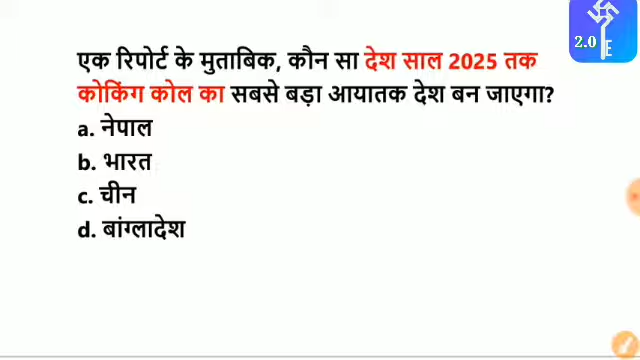 2.0
E
एक रिपोर्ट के मुताबिक, कौन सा देश साल 2025 तक
कोकिंग कोल का सबसे बड़ा आयातक देश बन जाएगा?
a. नेपाल
b. भारत
c. चीन
d. बांग्लादेश